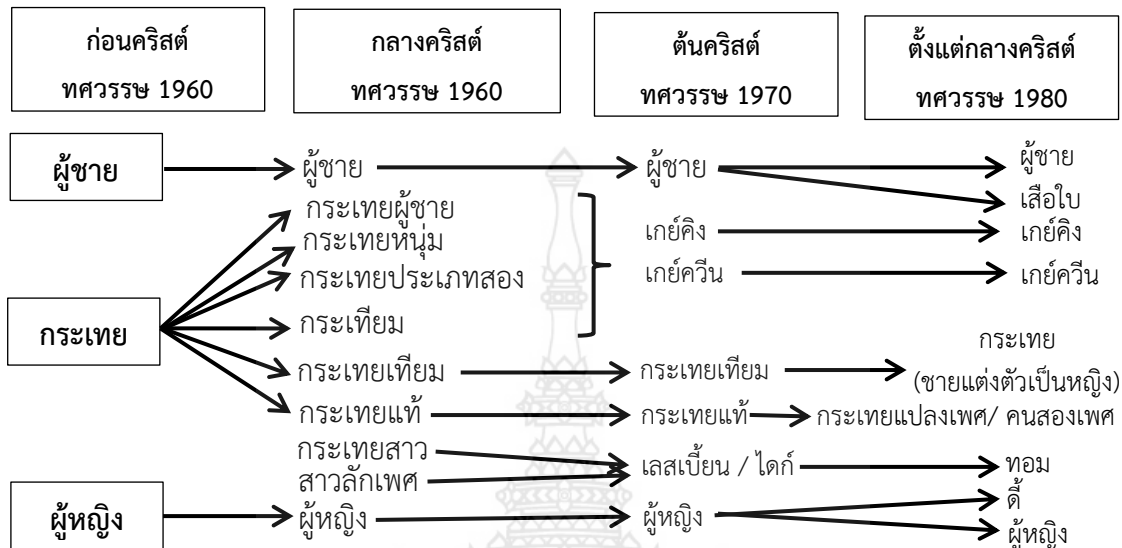 ก่อนคริสต์
ทศวรรษ 1960
กลางคริสต์
ทศวรรษ 1960
ต้นคริสต์
ทศวรรษ 1970
ตั้งแต่กลางคริสต์
ทศวรรษ 1980
ผู้ชาย
ผู้ชาย
ผู้ชาย
ผู้ชาย
เสือใบ
กระเทยผู้ชาย
กระเทยหนุ่ม
กระเทยประเภทสอง
เกย์คิง
เกย์คิง
เกย์ควีน
เกย์ควีน
กระเทย
กระเทียม
กระเทย
(ชายแต่งตัวเป็นหญิง)
กระเทยเทียม
กระเทยเทียม
กระเทยแท้
กระเทยแท้
กระเทยแปลงเพศ/ คนสองเพศ
กระเทยสาว
สาวลักเพศ
เลสเบี้ยน / ไดก์
ทอม
ดี้
ผู้หญิง
ผู้หญิง
ผู้หญิง
ผู้หญิง